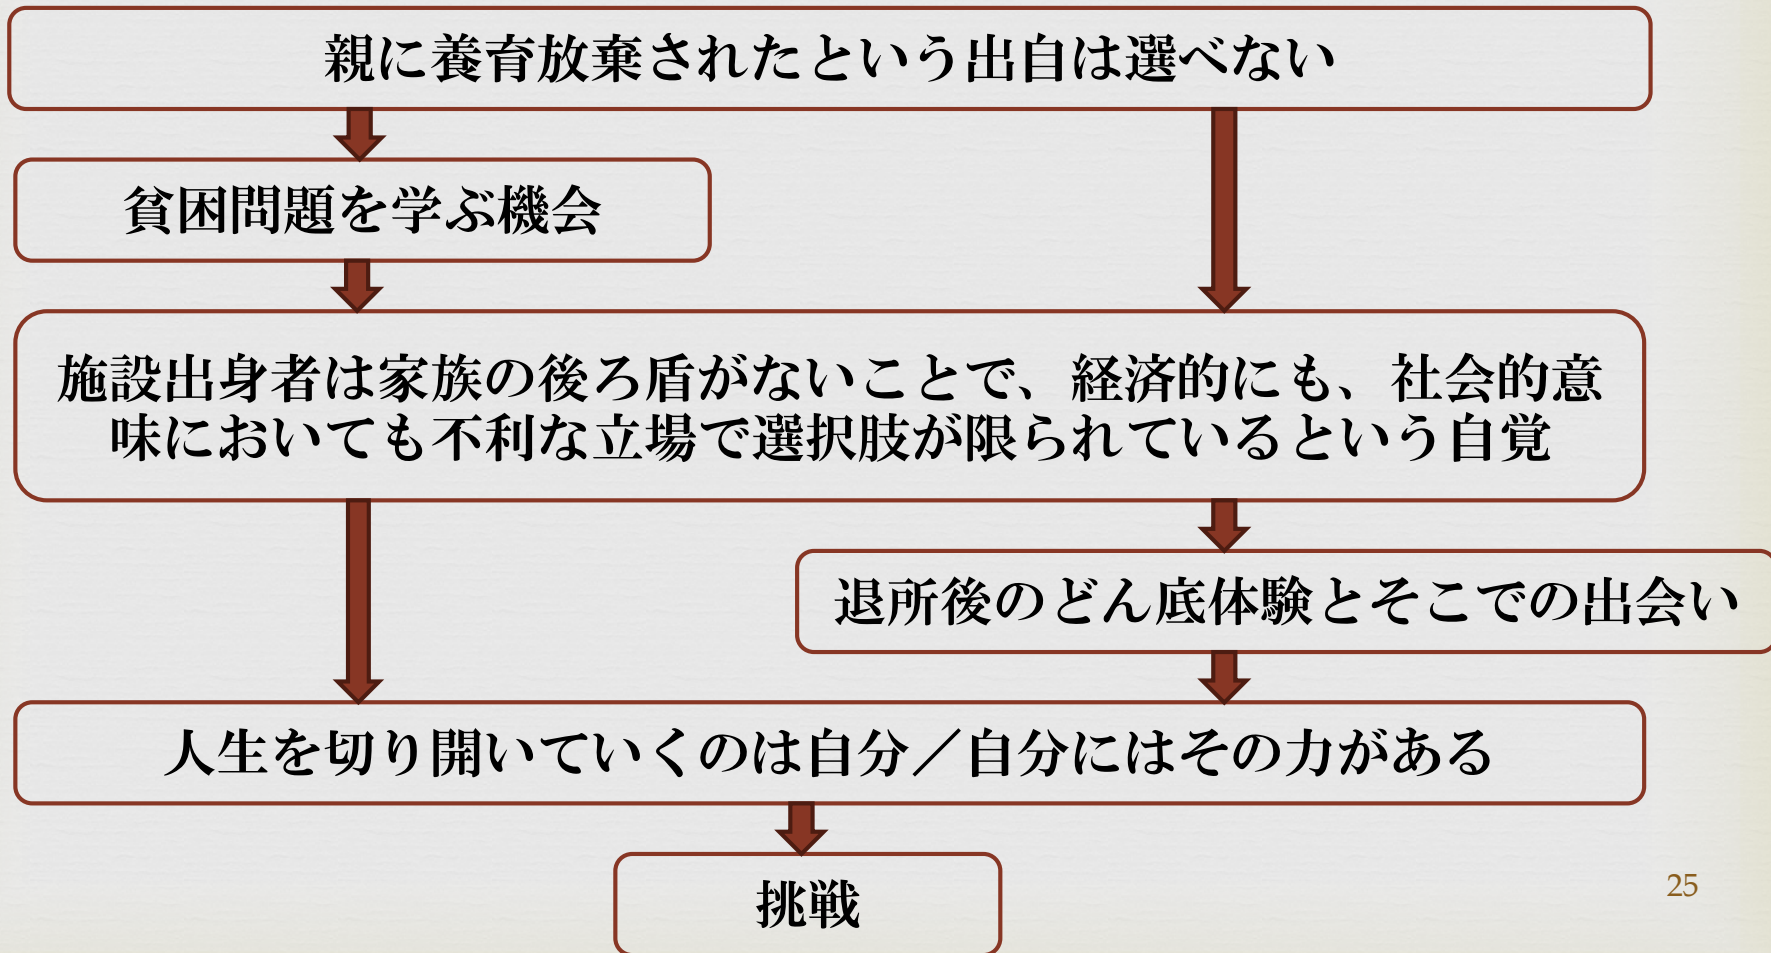 親に養育放棄されたという出自は選べない
貧困問題を学ぶ機会
施設出身者は家族の後ろ盾がないことで、経済的にも、社会的意
味においても不利な立場で選択肢が限られているという自覚
退所後のどん底体験とそこでの出会い
人生を切り開いていくのは自分／自分にはその力がある
挑戦
25